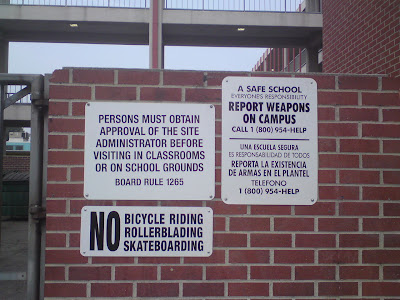 PERSONS MUST OBTAIN
APPROVAL OF THE SITE
ADMINISTRATOR BEFORE
VISITING IN CLASSROOMS
OR ON SCHOOL GROUNDS
BOARD RULE 1265
A SAFE SCHOOL
EVERYONES RESPONSIBILITY
REPORT WEAPONS
ON CAMPUS
CALL 1 (800) 954-HELP
UNA ESCUELA SEGURA
ES RESPONSABILIDAD DE TODOS
REPORTA LA EXISTENCIA
DE ARMAS EN EL PLANTEL
TELEFONO
1 (800) 954-HELP
NO BICYCLE RIDING
ROLLERBLADING
SKATEBOARDING